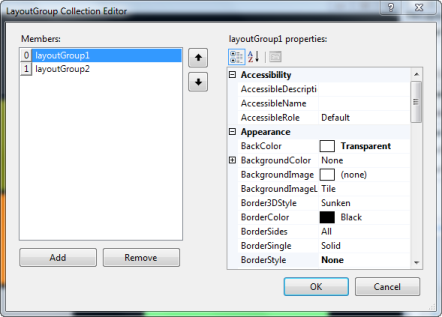 LayoutGroup Collection Editor
?
Members:
0 layoutGroup1
1 layoutGroup2
Add
Remove
layoutGroup1 properties:
Accessibility
AccessibleDescripti
AccessibleName
AccessibleRole Default
Appearance
BackColor Transparent
BackgroundColor None
BackgroundImage (none)
BackgroundImageL Tile
Border3DStyle Sunken
BorderColor Black
BorderSides All
BorderSingle Solid
BorderStyle None
OK
Cancel